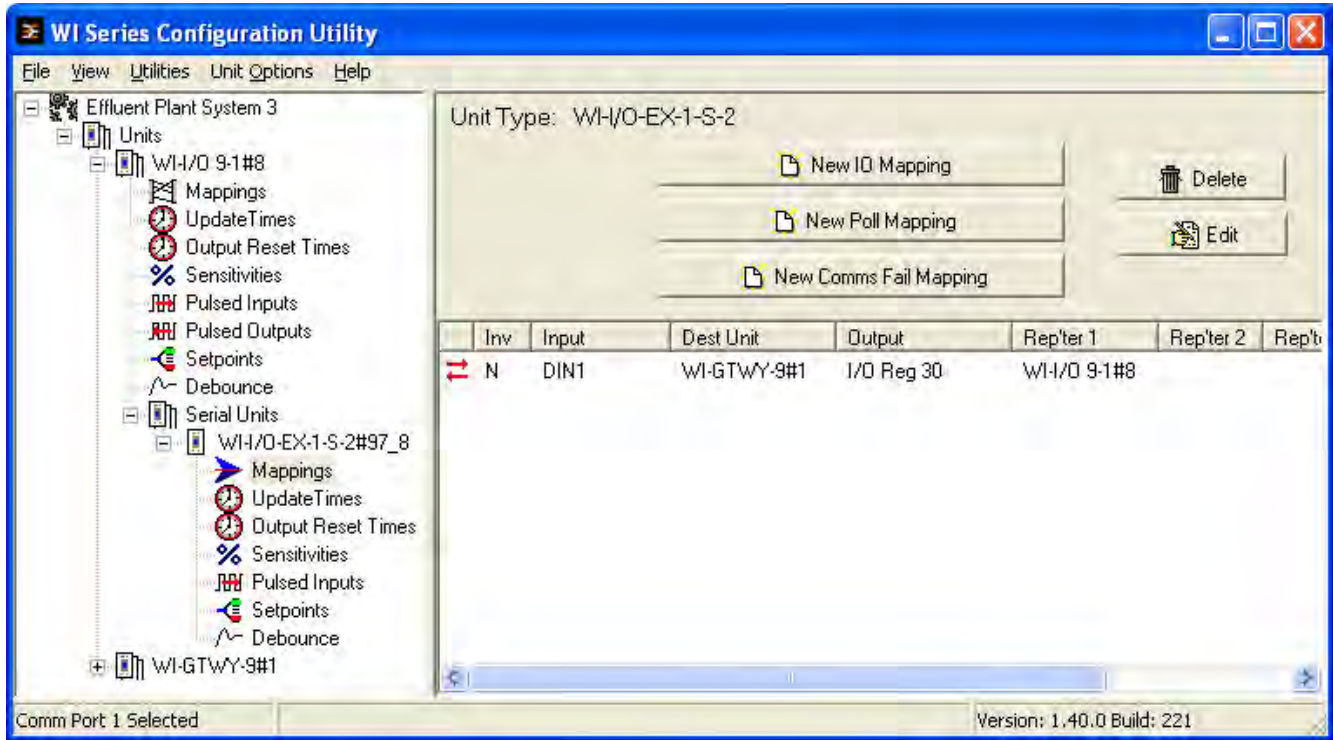 WI Series Configuration Utility
File View Utilities Unit Options Help
Effluent Plant System 3
Units
WI-I/O 9-1#8
Mappings
UpdateTimes
Output Reset Times
Sensitivities
Pulsed Inputs
Pulsed Outputs
Setpoints
Debounce
Serial Units
WI-I/O-EX-1-S-2#97_8
Mappings
UpdateTimes
Output Reset Times
Sensitivities
Pulsed Inputs
Setpoints
Debounce
WI-GTWY-9#1
Unit Type: WI-I/O-EX-1-S-2
New IO Mapping
Delete
New Poll Mapping
Edit
New Comms Fail Mapping
Inv Input Dest Unit Output Rep'ter 1 Rep'ter 2 Rep't
N DIN1 WI-GTWY-9#1 I/O Reg 30 WI-I/O 9-1#8
Comm Port 1 Selected Version: 1.40.0 Build: 221